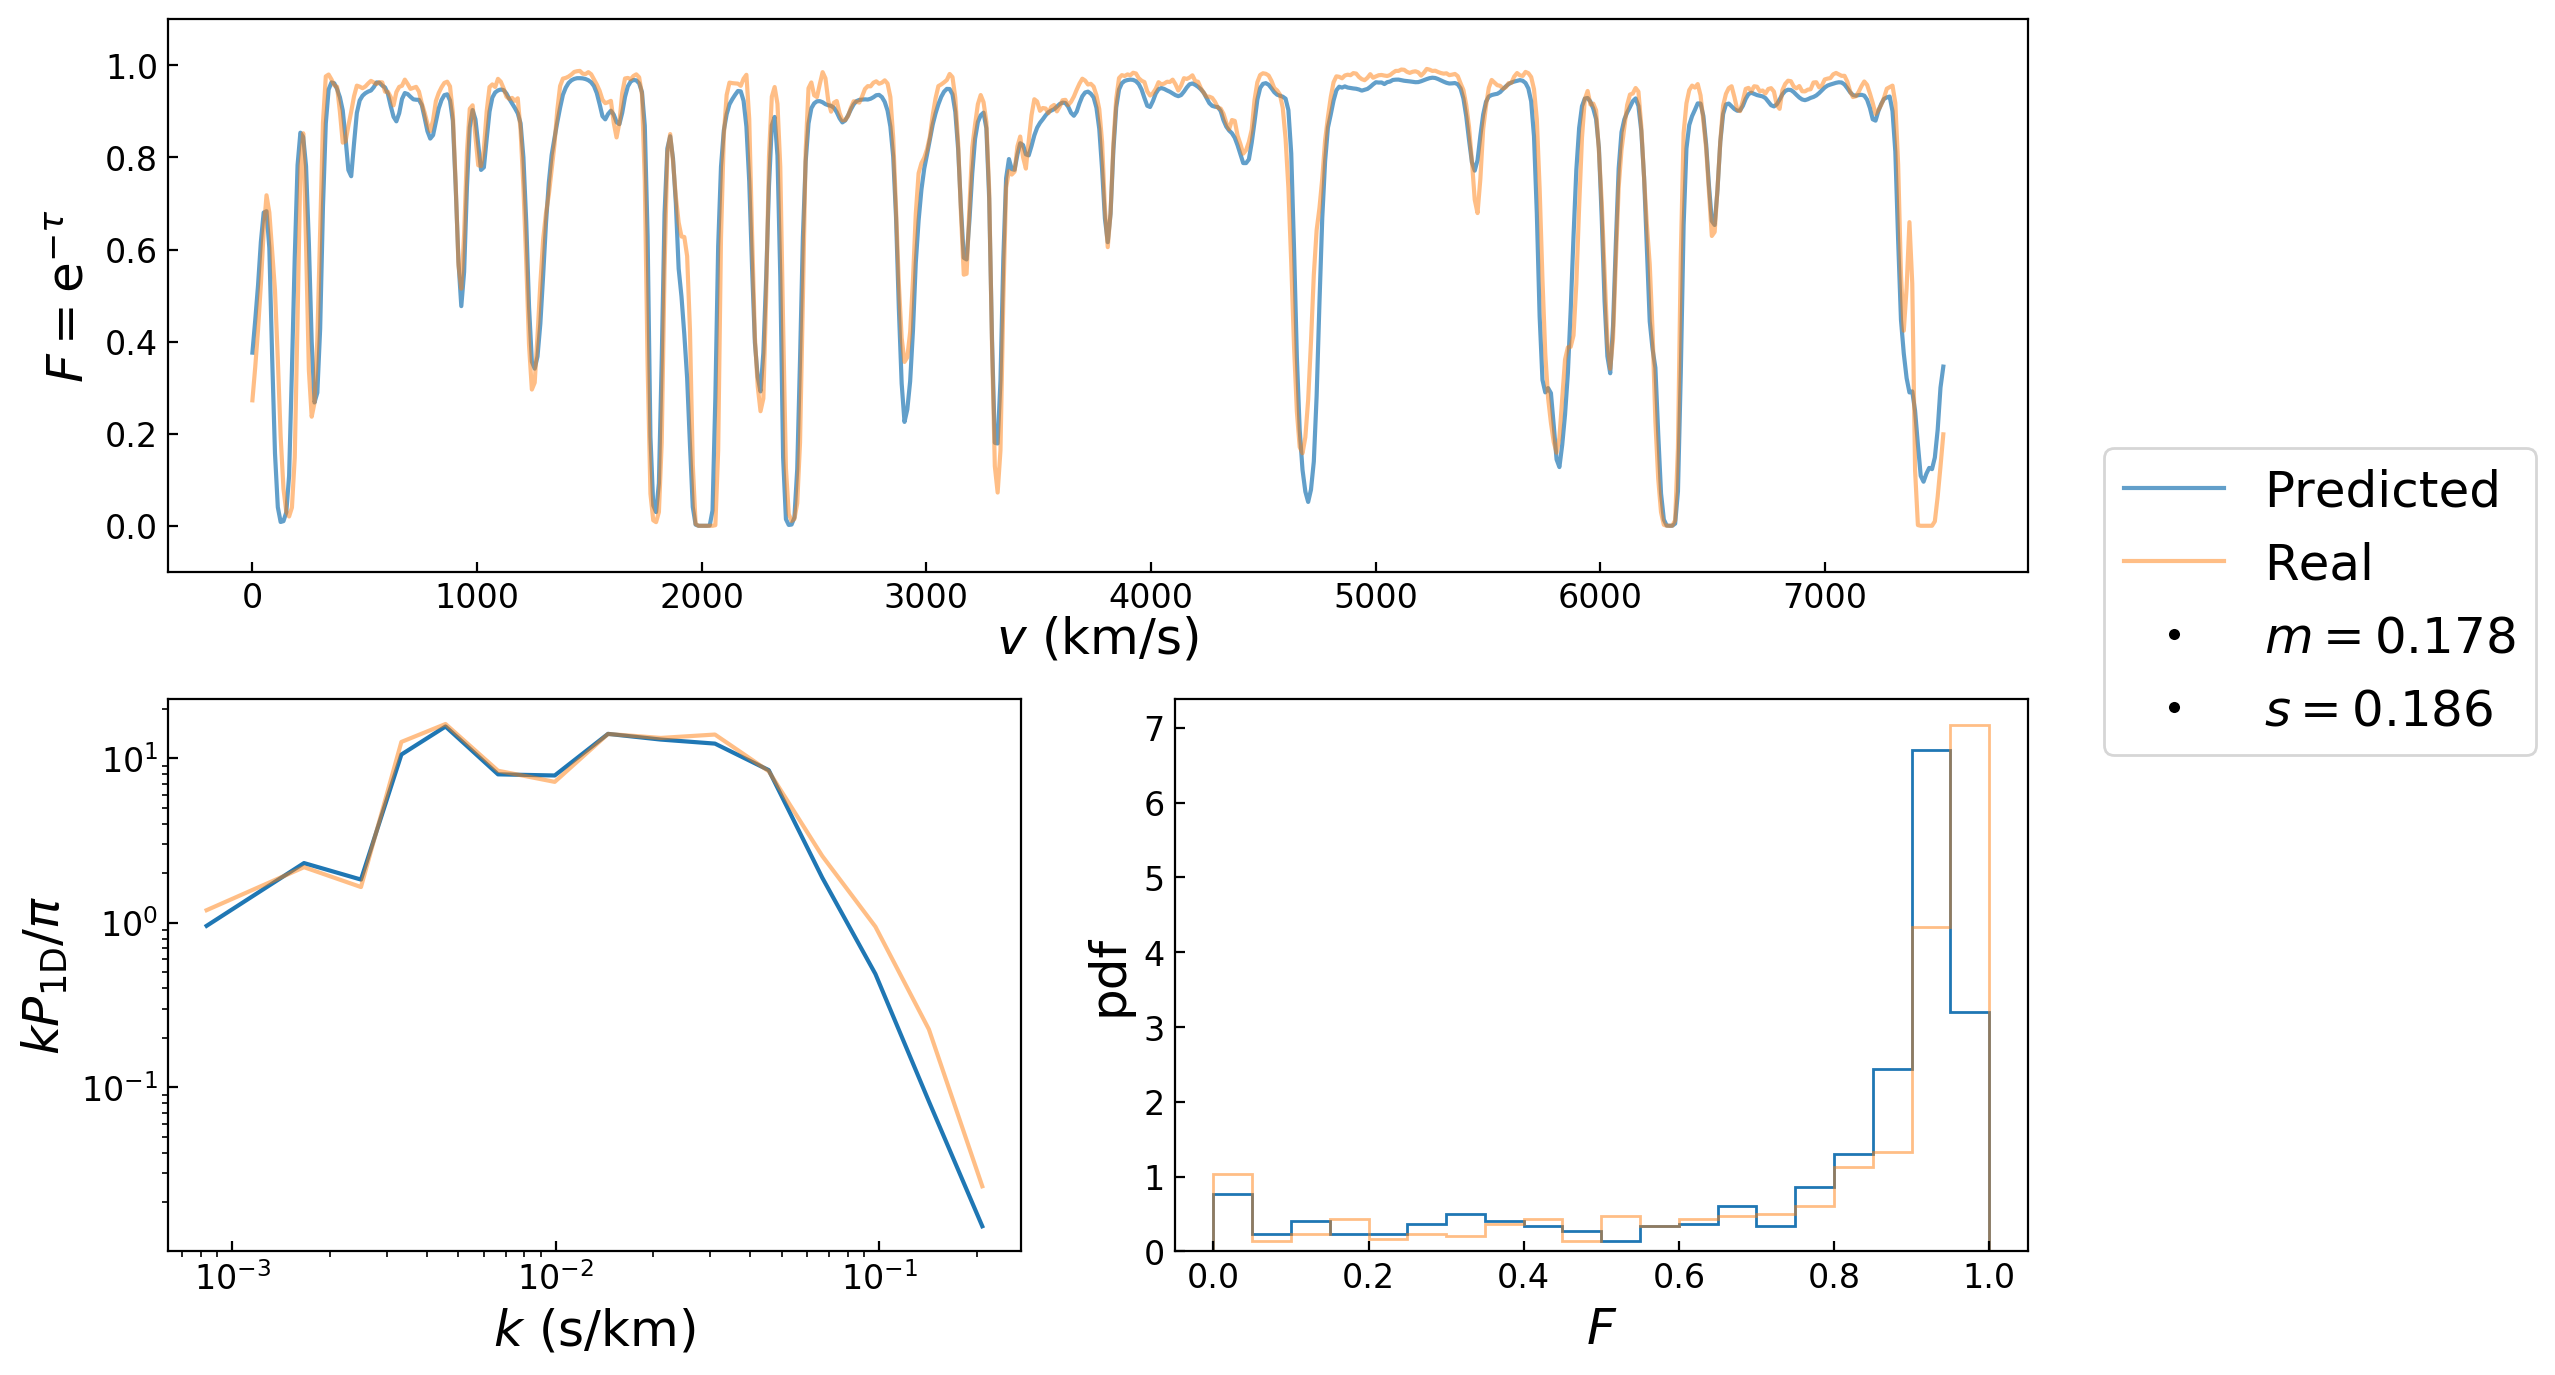 F = e^{−τ}
1.0
0.8
0.6
0.4
0.2
0.0
0 1000 2000 3000 4000 5000 6000 7000
v (km/s)
Predicted
Real
m = 0.178
s = 0.186
kP_{1D}/π
10^1
10^0
10^{−1}
10^{−3} 10^{−2} 10^{−1}
k (s/km)
pdf
7
6
5
4
3
2
1
0
0.0 0.2 0.4 0.6 0.8 1.0
F